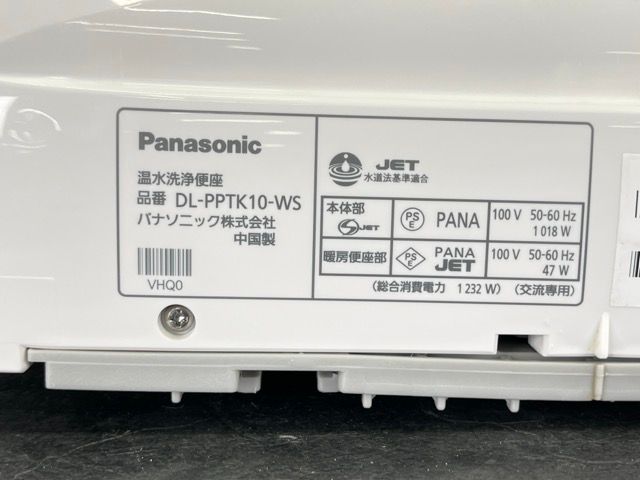 Panasonic
温水洗浄便座
品番 DL-PPTK10-WS
パナソニック株式会社
中国製
VHQ0
JET
水道法基準適合
本体部 SJET PSE PANA 100 V 50-60 Hz
1 018 W
暖房便座部 PSE PANA JET 100 V 50-60 Hz
47 W
(総合消費電力 1 232 W) (交流専用)